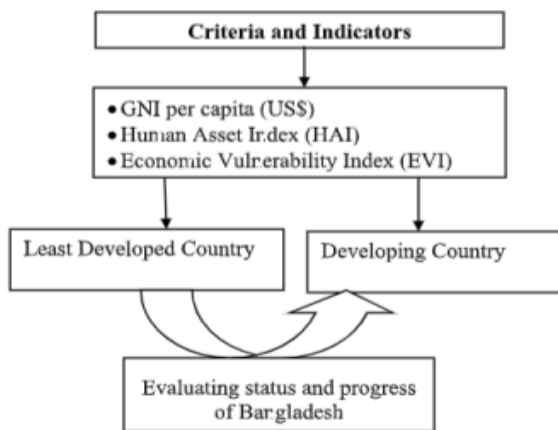 Criteria and Indicators
• GNI per capita (US$)
• Human Asset Index (HAI)
• Economic Vulnerability Index (EVI)
Least Developed Country
Developing Country
Evaluating status and progress
of Bangladesh